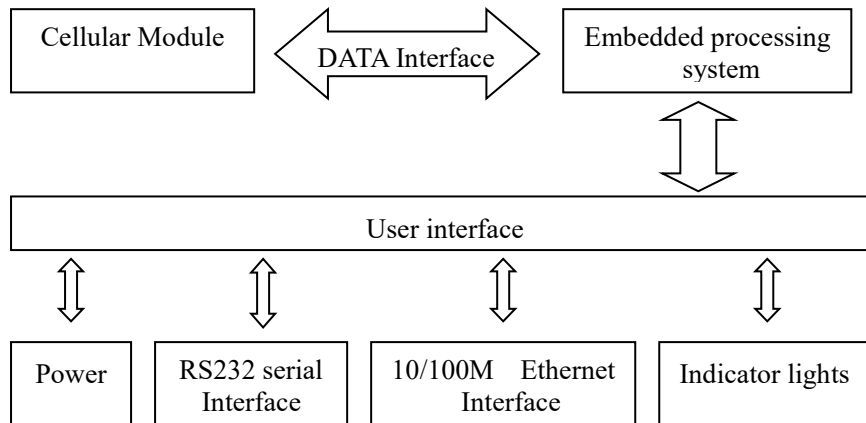 Cellular Module
DATA Interface
Embedded processing
system
User interface
Power
RS232 serial
Interface
10/100M Ethernet
Interface
Indicator lights